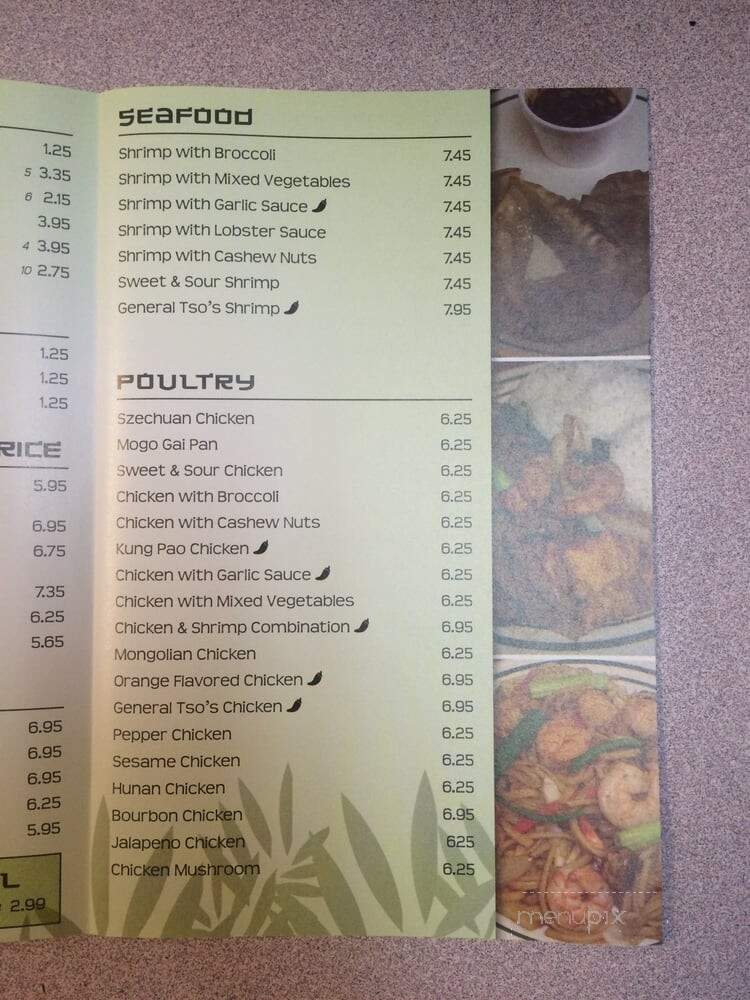 1.25
5 3.35
6 2.15
3.95
4 3.95
10 2.75
1.25
1.25
1.25
RICE
5.95
6.95
6.75
7.35
6.25
5.65
6.95
6.95
6.95
6.25
5.95
L
2.99
SEAFOOD
Shrimp with Broccoli 7.45
Shrimp with Mixed Vegetables 7.45
Shrimp with Garlic Sauce 7.45
Shrimp with Lobster Sauce 7.45
Shrimp with Cashew Nuts 7.45
Sweet & Sour Shrimp 7.45
General Tso's Shrimp 7.95
POULTRY
Szechuan Chicken 6.25
Mogo Gai Pan 6.25
Sweet & Sour Chicken 6.25
Chicken with Broccoli 6.25
Chicken with Cashew Nuts 6.25
Kung Pao Chicken 6.25
Chicken with Garlic Sauce 6.25
Chicken with Mixed Vegetables 6.25
Chicken & Shrimp Combination 6.95
Mongolian Chicken 6.25
Orange Flavored Chicken 6.95
General Tso's Chicken 6.95
Pepper Chicken 6.25
Sesame Chicken 6.25
Hunan Chicken 6.25
Bourbon Chicken 6.95
Jalapeno Chicken 625
Chicken Mushroom 6.25
menupix